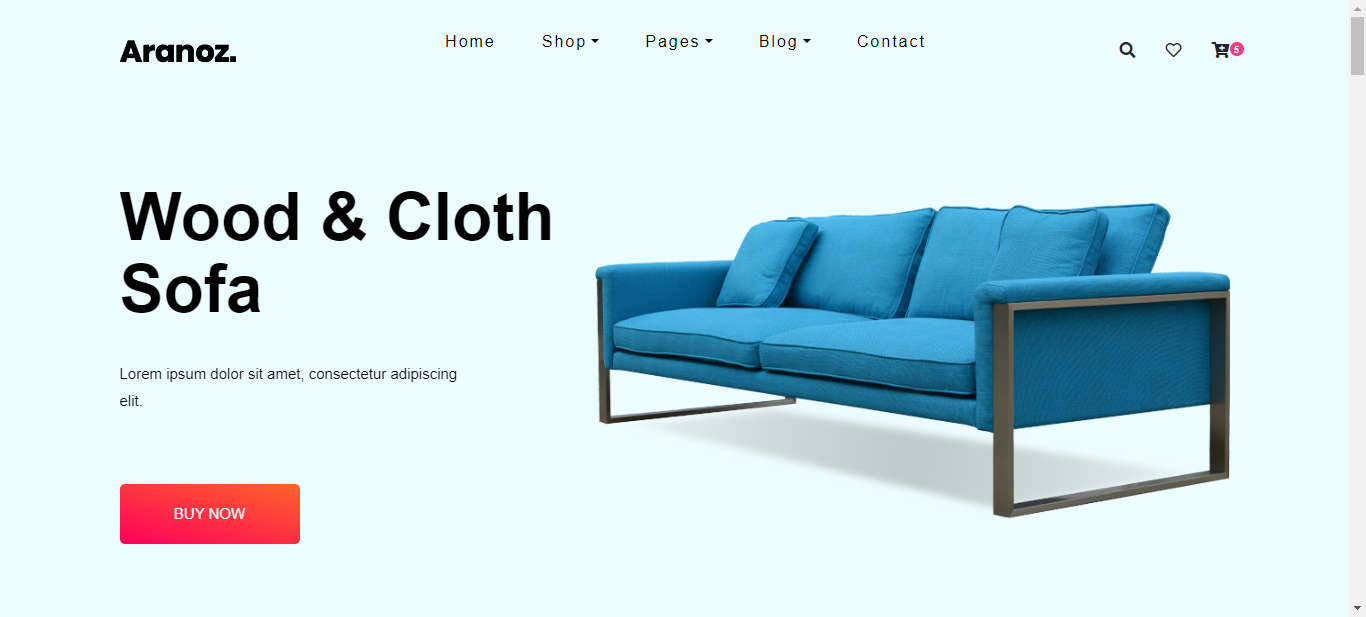 Aranoz.
Home Shop Pages Blog Contact
5
Wood & Cloth
Sofa
Lorem ipsum dolor sit amet, consectetur adipiscing
elit.
BUY NOW